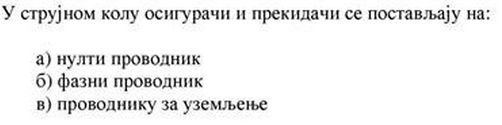 У струјном колу осигурачи и прекидачи се постављају на:
а) нулти проводник
б) фазни проводник
в) проводнику за уземљење